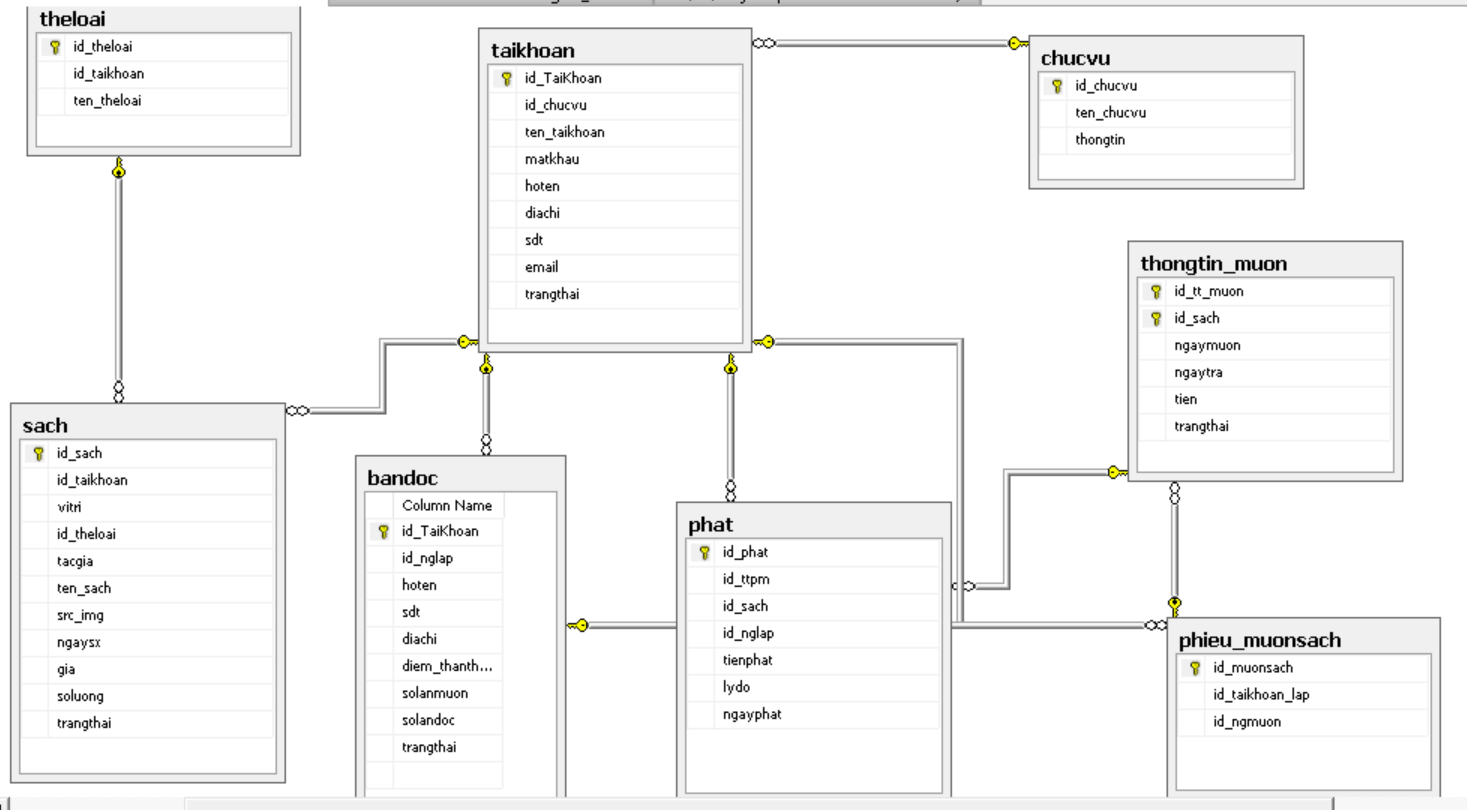 theloai
id_theloai
id_taikhoan
ten_theloai
taikhoan
id_TaiKhoan
id_chucvu
ten_taikhoan
matkhau
hoten
diachi
sdt
email
trangthai
chucvu
id_chucvu
ten_chucvu
thongtin
thongtin_muon
id_tt_muon
id_sach
ngaymuon
ngaytra
tien
trangthai
sach
id_sach
id_taikhoan
vitri
id_theloai
tacgia
ten_sach
src_img
ngaysx
gia
soluong
trangthai
bandoc
Column Name
id_TaiKhoan
id_nglap
hoten
sdt
diachi
diem_thanth...
solanmuon
solandoc
trangthai
phat
id_phat
id_ttpm
id_sach
id_nglap
tienphat
lydo
ngayphat
phieu_muonsach
id_muonsach
id_taikhoan_lap
id_ngmuon